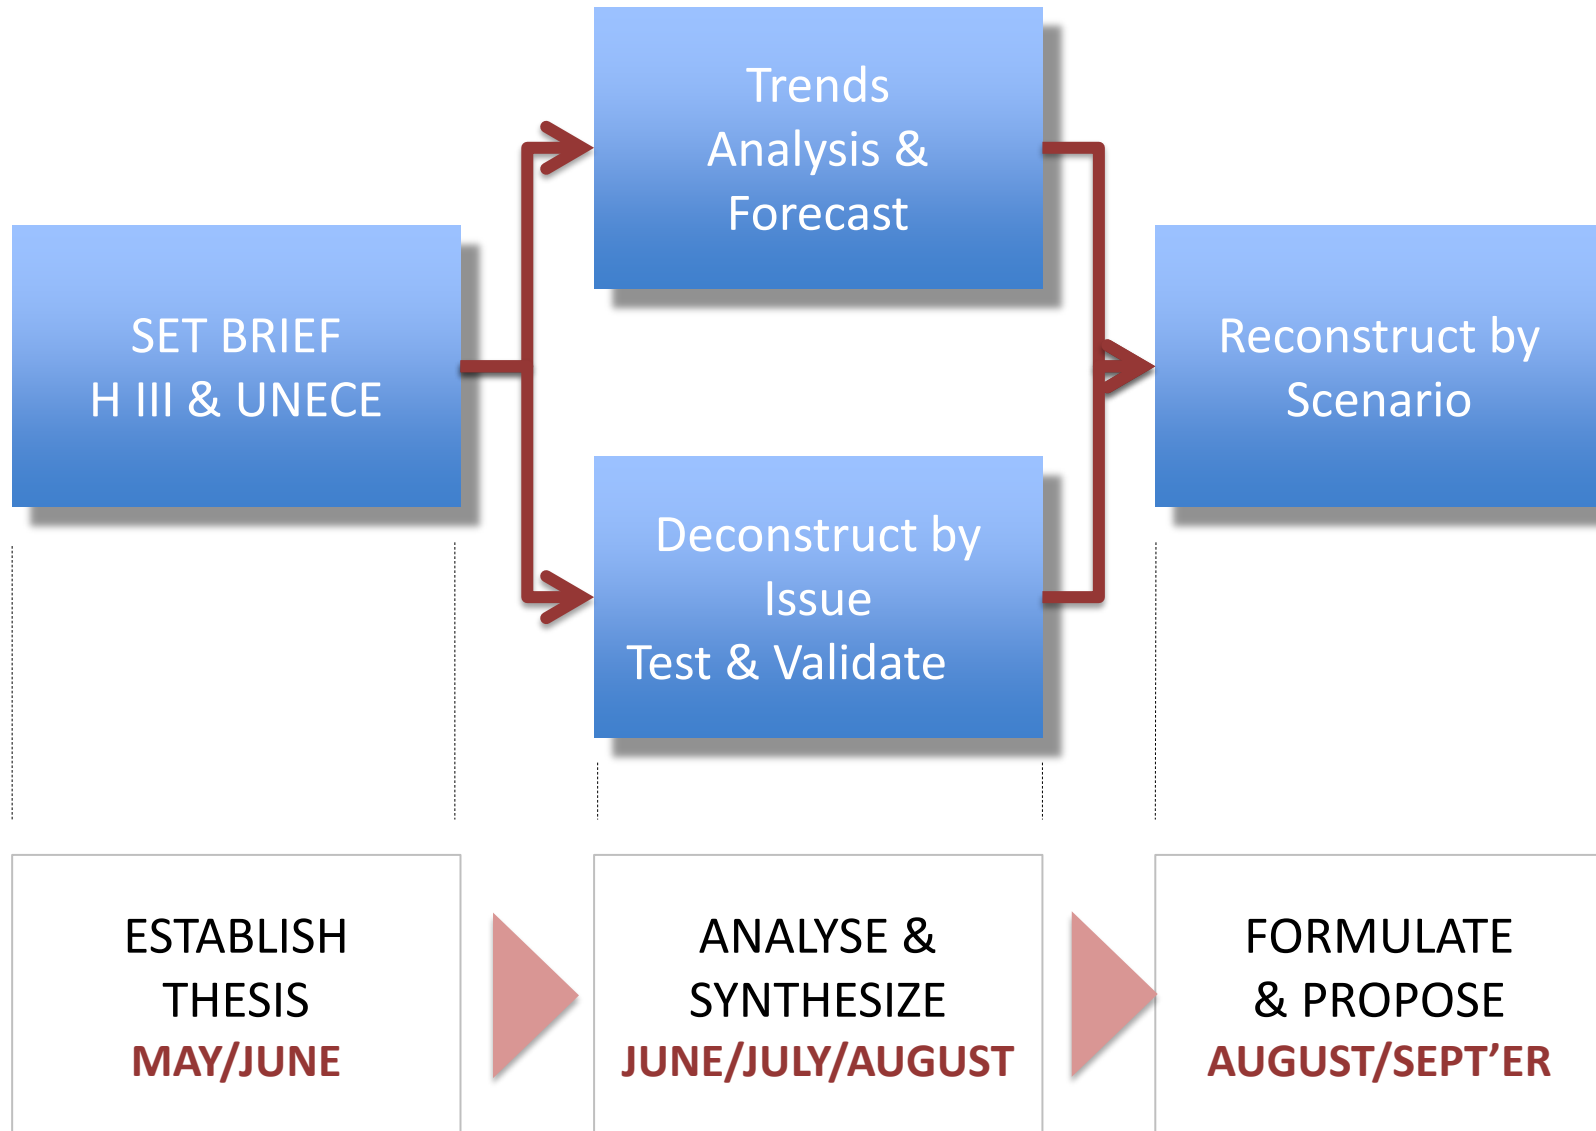 Trends
Analysis &
Forecast
SET BRIEF
H III & UNECE
Reconstruct by
Scenario
Deconstruct by
Issue
Test & Validate
ESTABLISH
THESIS
MAY/JUNE
ANALYSE &
SYNTHESIZE
JUNE/JULY/AUGUST
FORMULATE
& PROPOSE
AUGUST/SEPT’ER